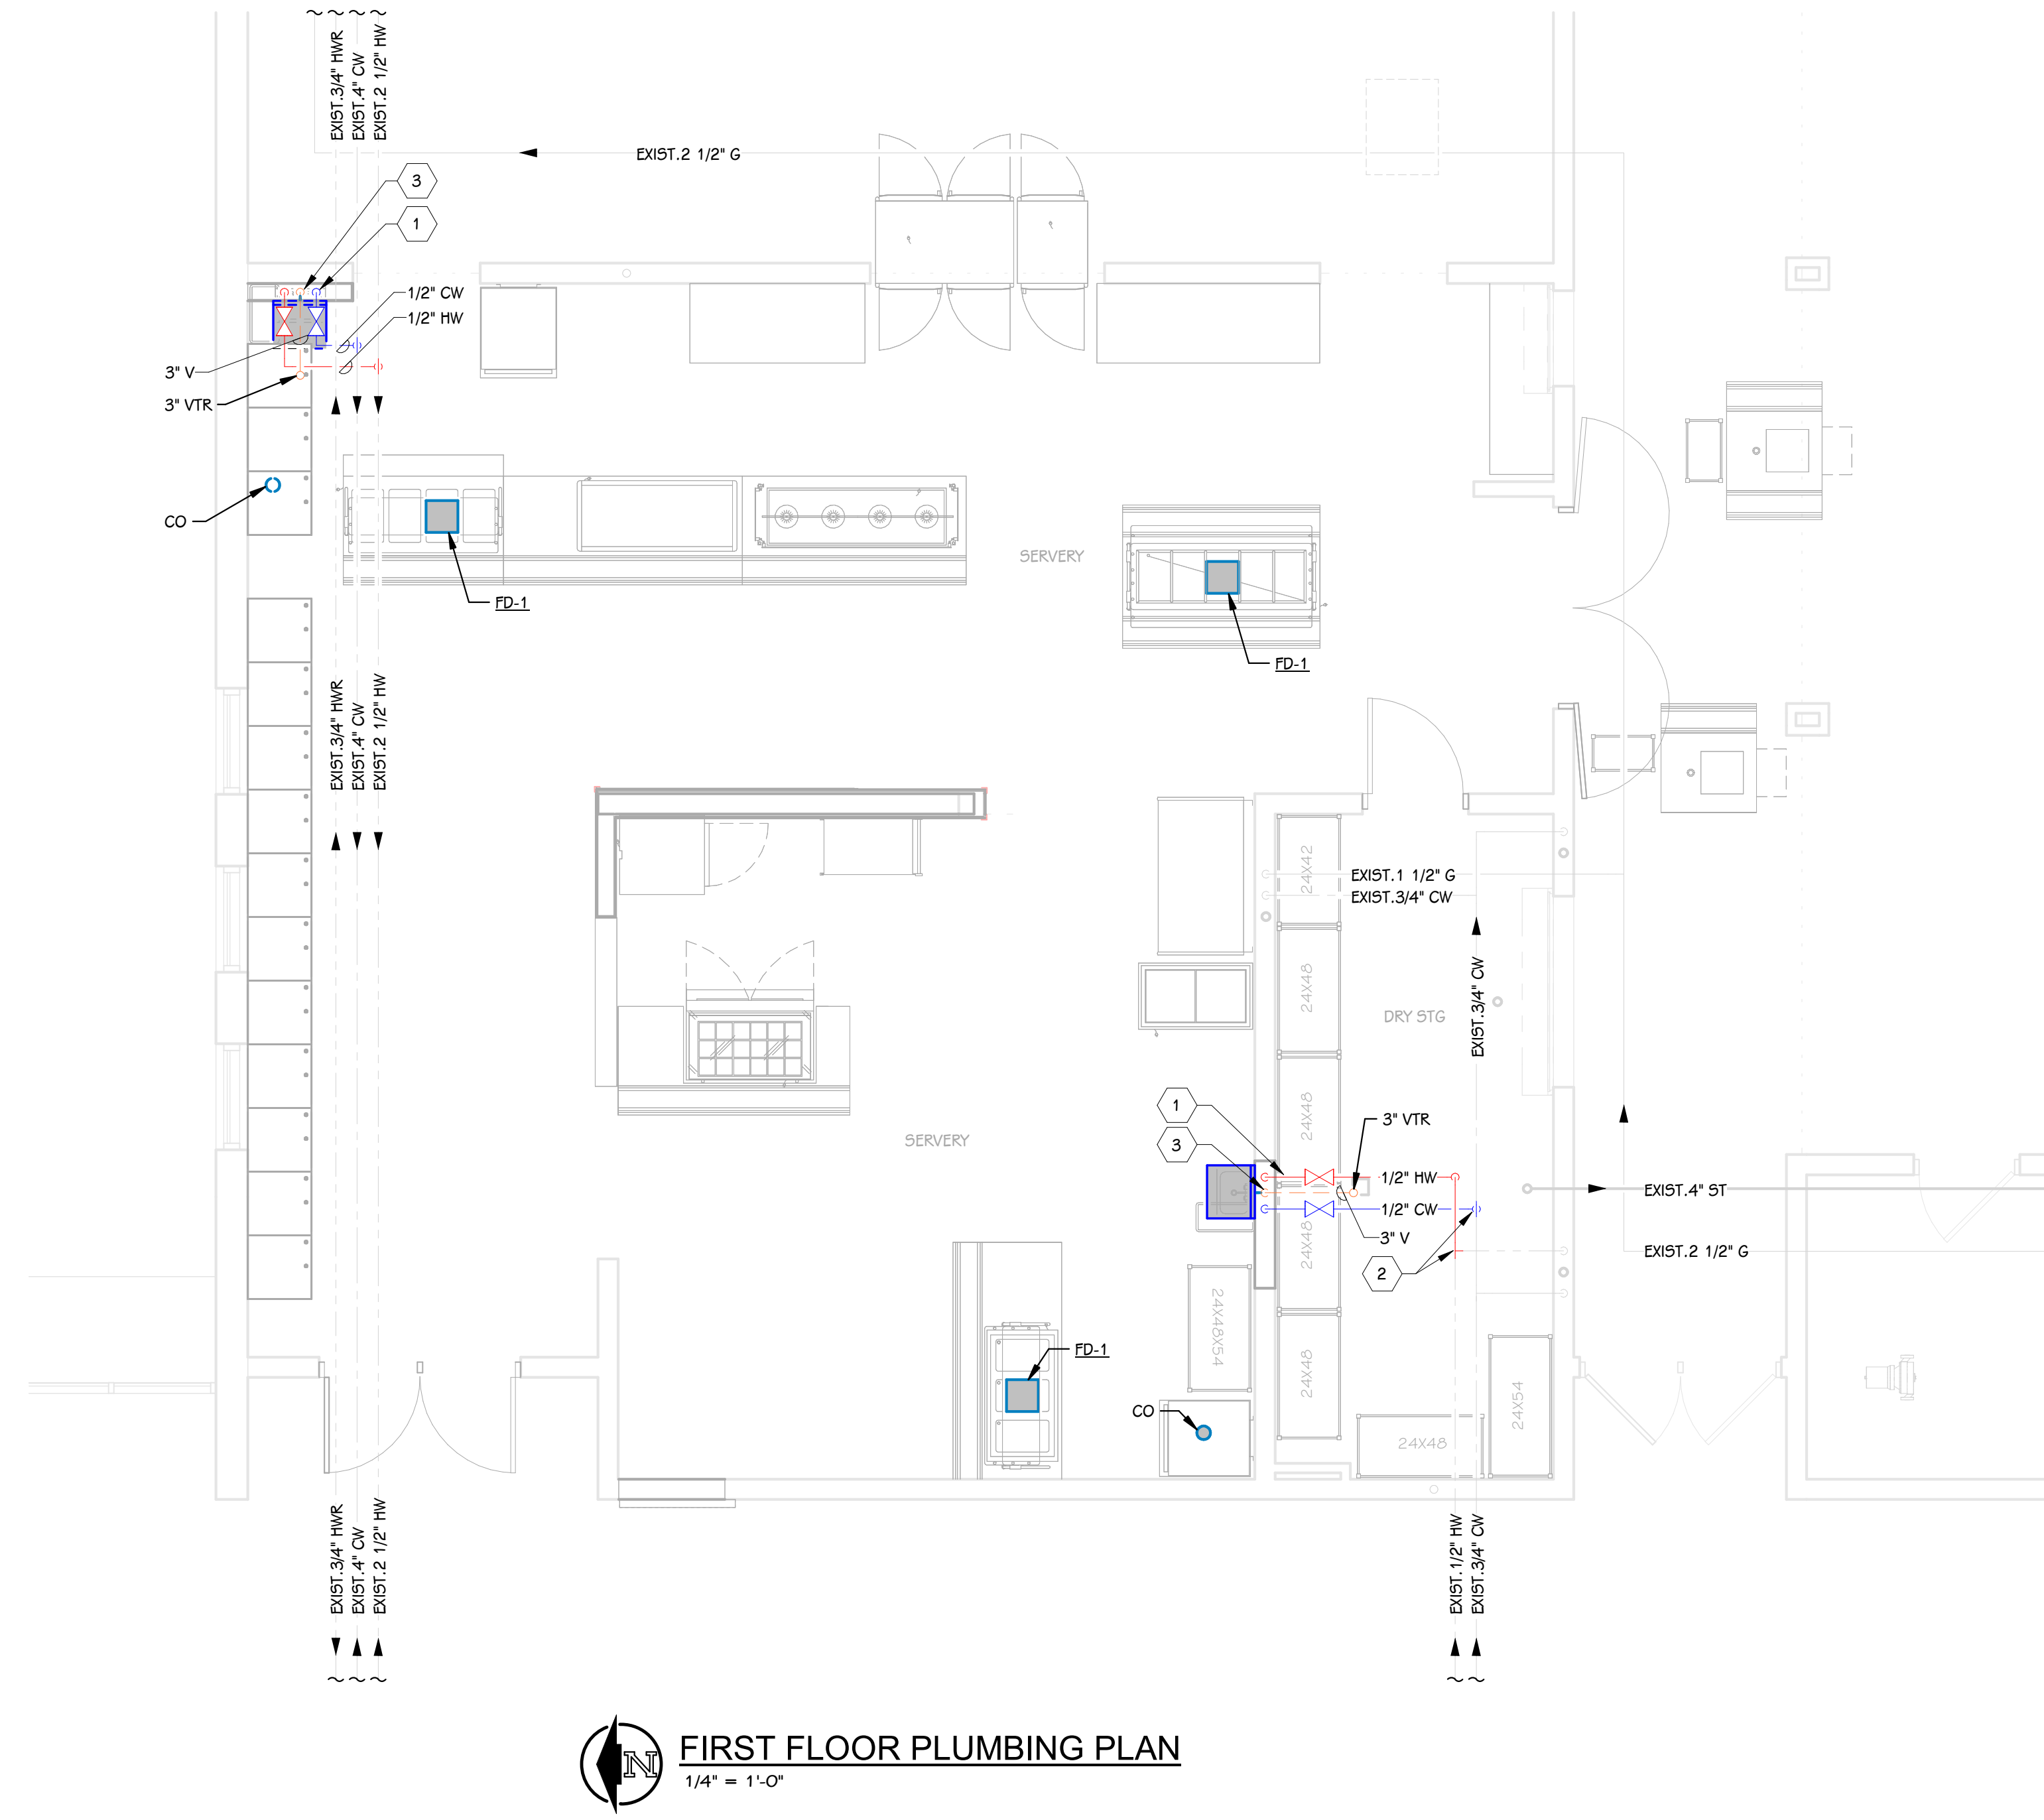 EXIST.3/4" HWR
EXIST.4" CW
EXIST.2 1/2" HW
EXIST.2 1/2" G
3
1
1/2" CW
1/2" HW
3" V
3" VTR
CO
FD-1
SERVERY
FD-1
EXIST.3/4" HWR
EXIST.4" CW
EXIST.2 1/2" HW
24X42
EXIST.1 1/2" G
EXIST.3/4" CW
24X48
DRY STG
EXIST.3/4" CW
1
3
24X48
3" VTR
SERVERY
1/2" HW
EXIST.4" ST
1/2" CW
3" V
24X48
EXIST.2 1/2" G
2
24X48X54
FD-1
24X48
CO
24X48
24X54
EXIST.3/4" HWR
EXIST.4" CW
EXIST.2 1/2" HW
EXIST.1/2" HW
EXIST.3/4" CW
N
FIRST FLOOR PLUMBING PLAN
1/4" = 1'-0"